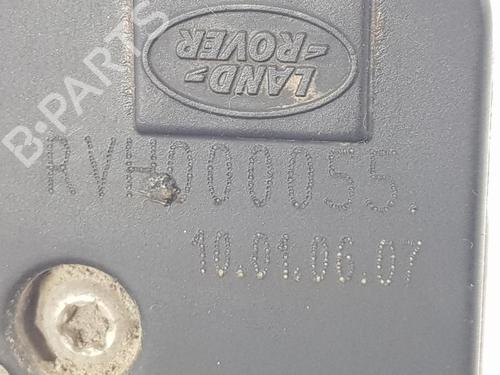 LAND-
-ROVER
RVH000055.
10.01.06.07
B-PARTS